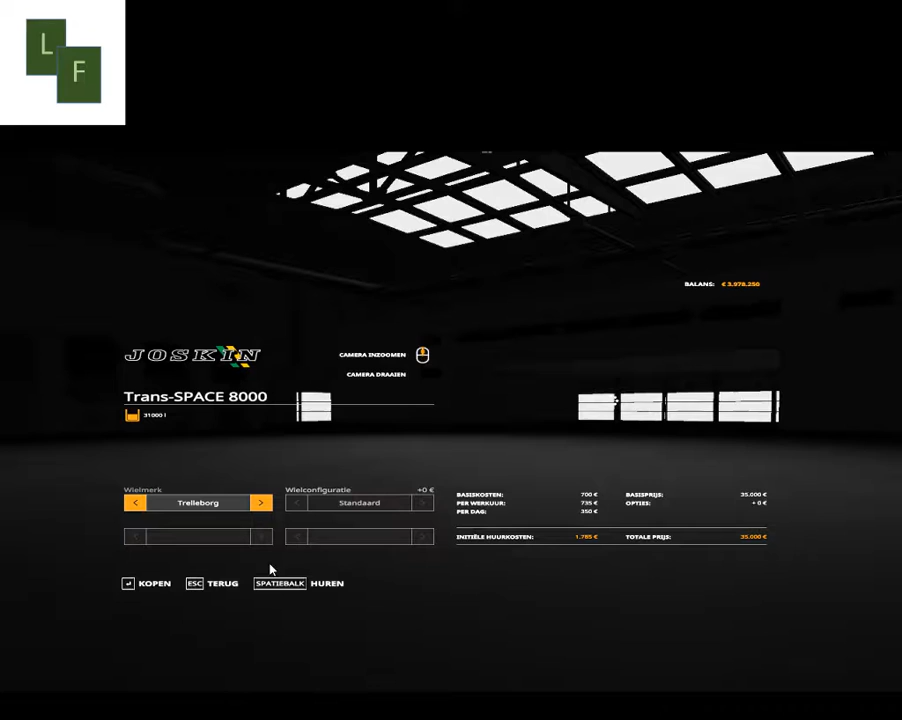 L
F
BALANS: € 3.978.250
JOSKIN
CAMERA INZOOMEN
CAMERA DRAAIEN
Trans-SPACE 8000
31000 l
Wielmerk
Wielconfiguratie +0 €
< Trelleborg >
< Standaard >
BASISKOSTEN: 700 €
PER WERKUUR: 735 €
PER DAG: 350 €
BASISPRIJS: 35.000 €
OPTIES: + 0 €
INITIËLE HUURKOSTEN: 1.785 €
TOTALE PRIJS: 35.000 €
KOPEN
ESC TERUG
SPATIEBALK HUREN